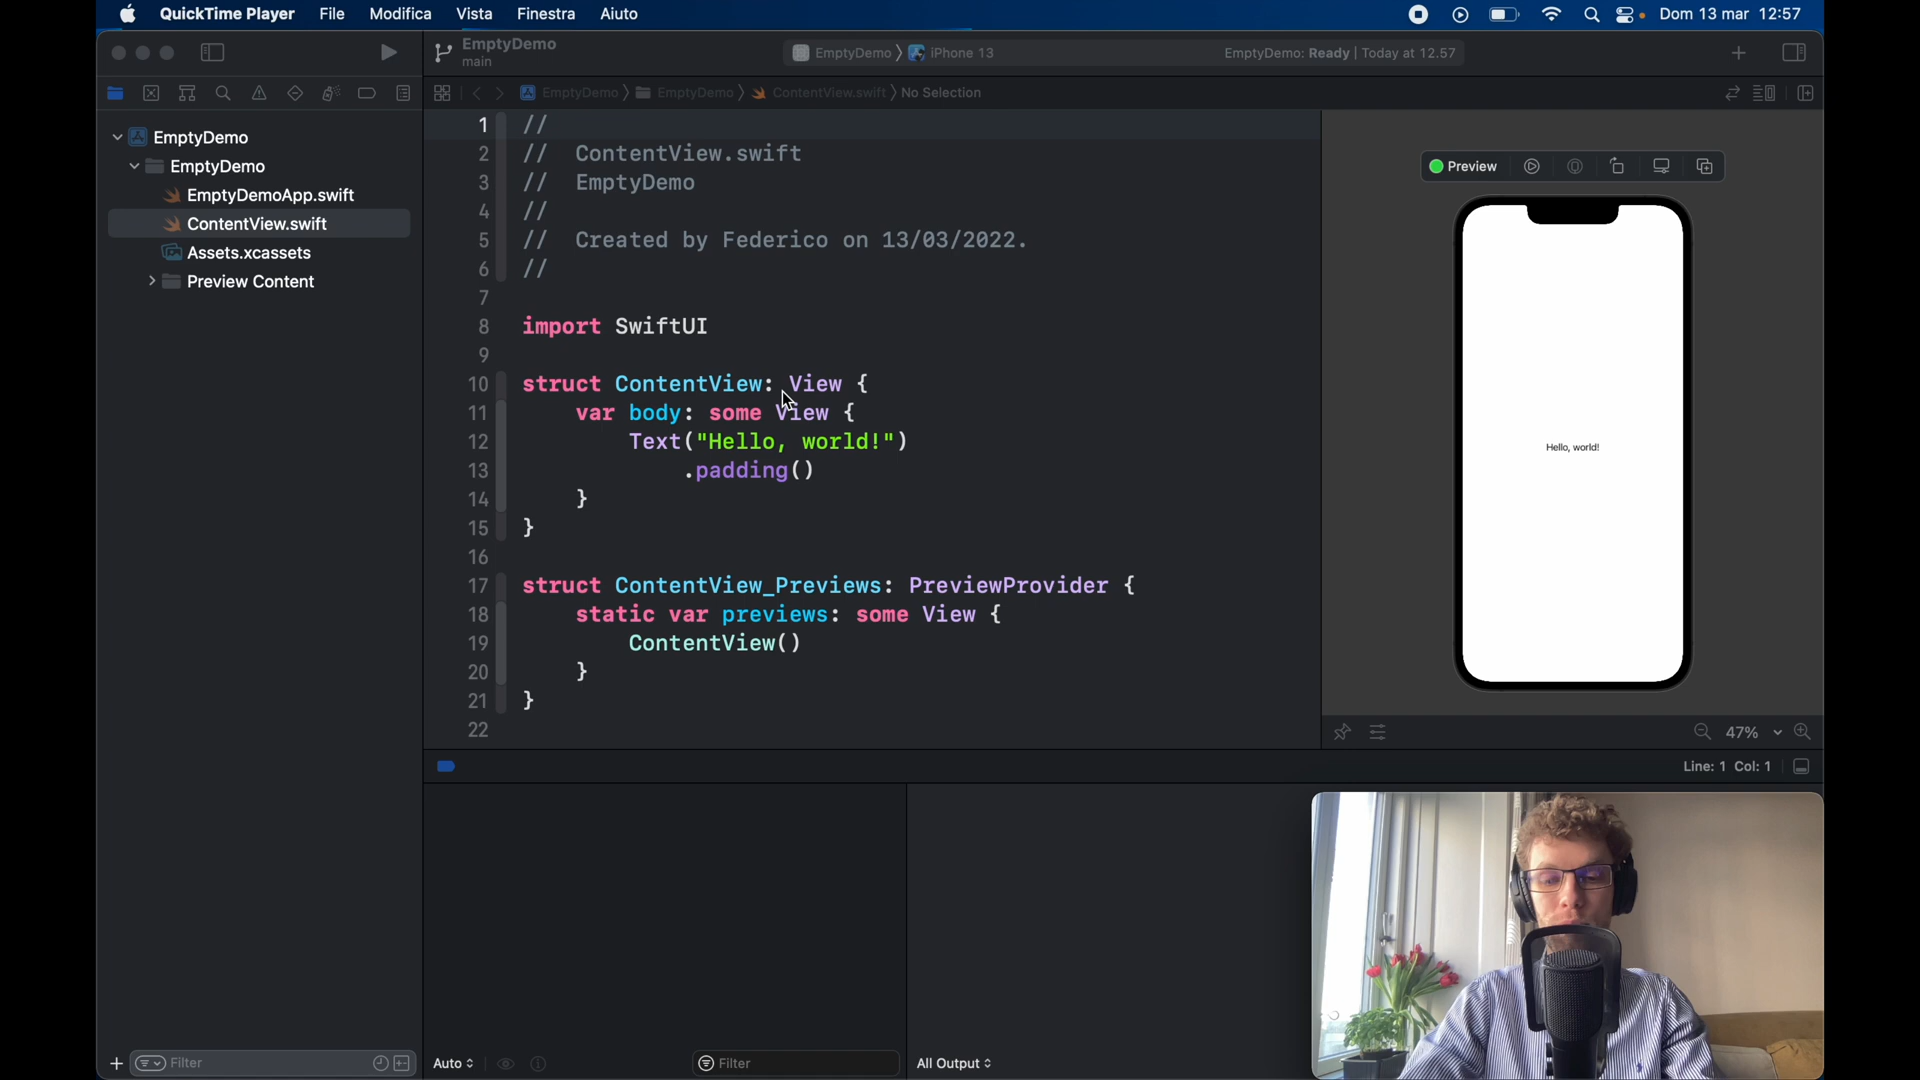 QuickTime Player File Modifica Vista Finestra Aiuto Dom 13 mar 12:57
EmptyDemo
main
EmptyDemo iPhone 13 EmptyDemo: Ready | Today at 12.57
EmptyDemo EmptyDemo ContentView.swift No Selection
EmptyDemo
EmptyDemo
EmptyDemoApp.swift
ContentView.swift
Assets.xcassets
Preview Content
1 //
2 // ContentView.swift
3 // EmptyDemo
4 //
5 // Created by Federico on 13/03/2022.
6 //
7
8 import SwiftUI
9
10 struct ContentView: View {
11 var body: some View {
12 Text("Hello, world!")
13 .padding()
14 }
15 }
16
17 struct ContentView_Previews: PreviewProvider {
18 static var previews: some View {
19 ContentView()
20 }
21 }
22
Preview
Hello, world!
47%
Line: 1 Col: 1
Filter
Auto
Filter
All Output